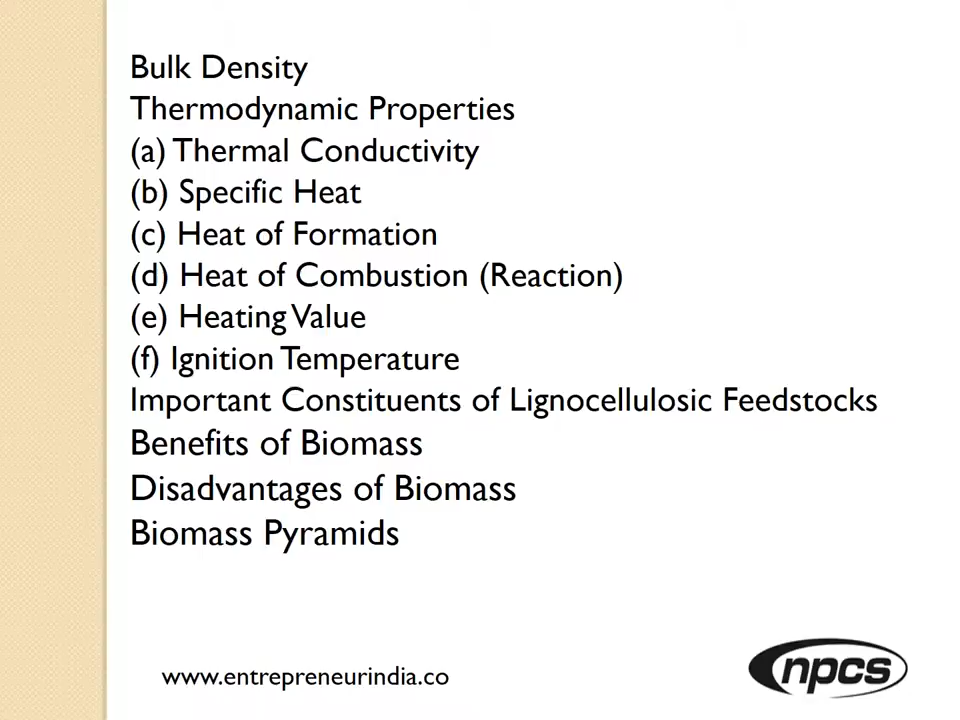 Bulk Density
Thermodynamic Properties
(a) Thermal Conductivity
(b) Specific Heat
(c) Heat of Formation
(d) Heat of Combustion (Reaction)
(e) Heating Value
(f) Ignition Temperature
Important Constituents of Lignocellulosic Feedstocks
Benefits of Biomass
Disadvantages of Biomass
Biomass Pyramids
www.entrepreneurindia.co
npcs